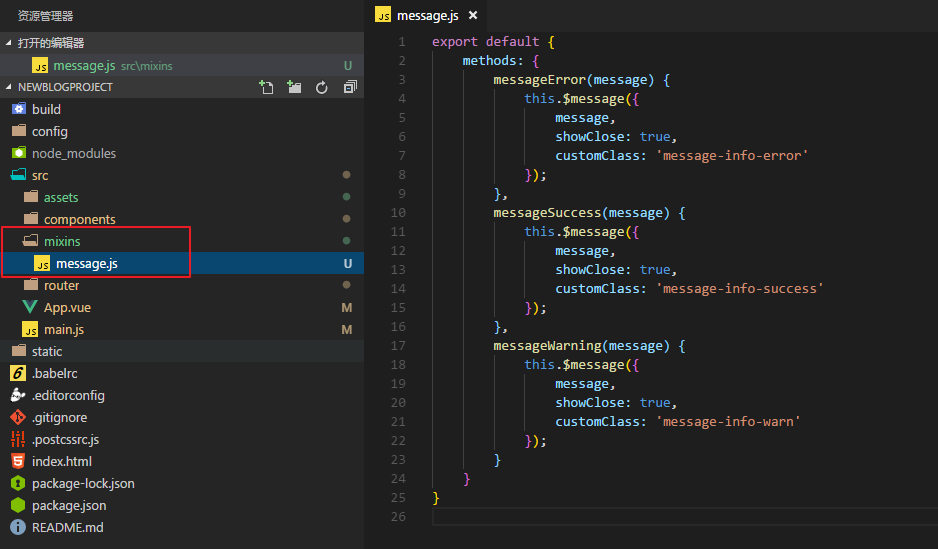 资源管理器
打开的编辑器
message.js src\mixins U
NEWBLOGPROJECT
build
config
node_modules
src
assets
components
mixins
message.js U
router
App.vue M
main.js M
static
.babelrc
.editorconfig
.gitignore
.postcssrc.js
index.html
package-lock.json
package.json
README.md
message.js ×
1 export default {
2     methods: {
3         messageError(message) {
4             this.$message({
5                 message,
6                 showClose: true,
7                 customClass: 'message-info-error'
8             });
9         },
10         messageSuccess(message) {
11             this.$message({
12                 message,
13                 showClose: true,
14                 customClass: 'message-info-success'
15             });
16         },
17         messageWarning(message) {
18             this.$message({
19                 message,
20                 showClose: true,
21                 customClass: 'message-info-warn'
22             });
23         }
24     }
25 }
26